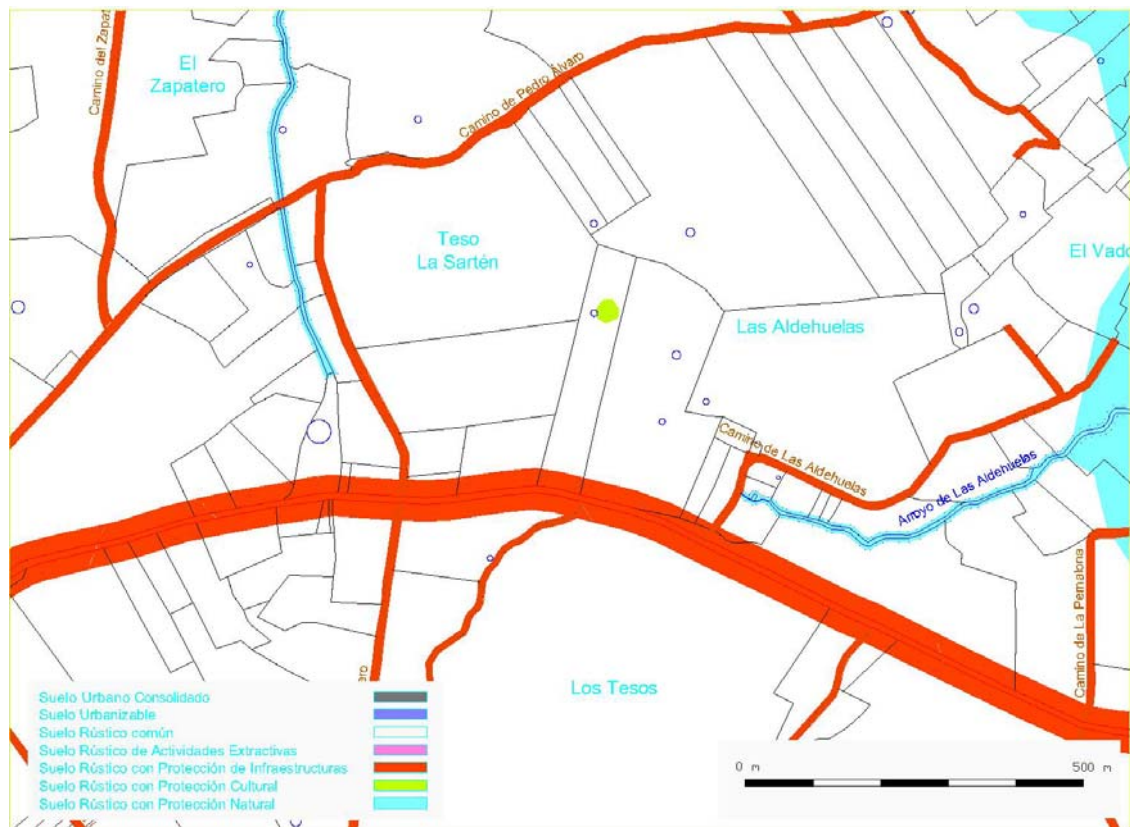 Camino del Zapat
El
Zapatero
Camino de Pedro Álvaro
Teso
La Sartén
El Vado
Las Aldehuelas
Camino de Las Aldehuelas
Arroyo de Las Aldehuelas
Camino de La Pernalona
Los Tesos
ero
Suelo Urbano Consolidado
Suelo Urbanizable
Suelo Rústico común
Suelo Rústico de Actividades Extractivas
Suelo Rústico con Protección de Infraestructuras
Suelo Rústico con Protección Cultural
Suelo Rústico con Protección Natural
0 m 500 m